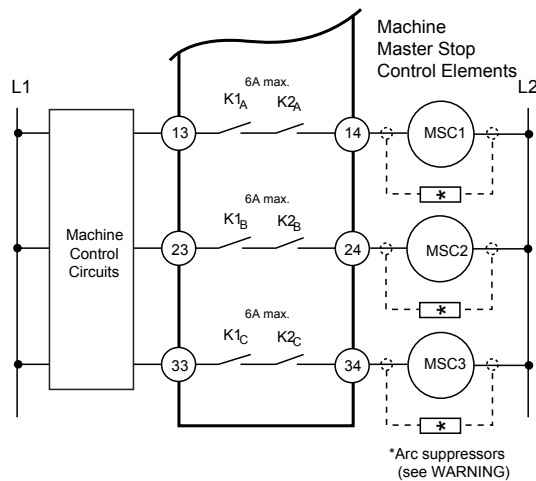 Machine
Master Stop
Control Elements
L1
L2
6A max.
K1A K2A
13
14
MSC1
*
6A max.
K1B K2B
23
24
MSC2
Machine
Control
Circuits
*
6A max.
K1C K2C
33
34
MSC3
*
*Arc suppressors
(see WARNING)